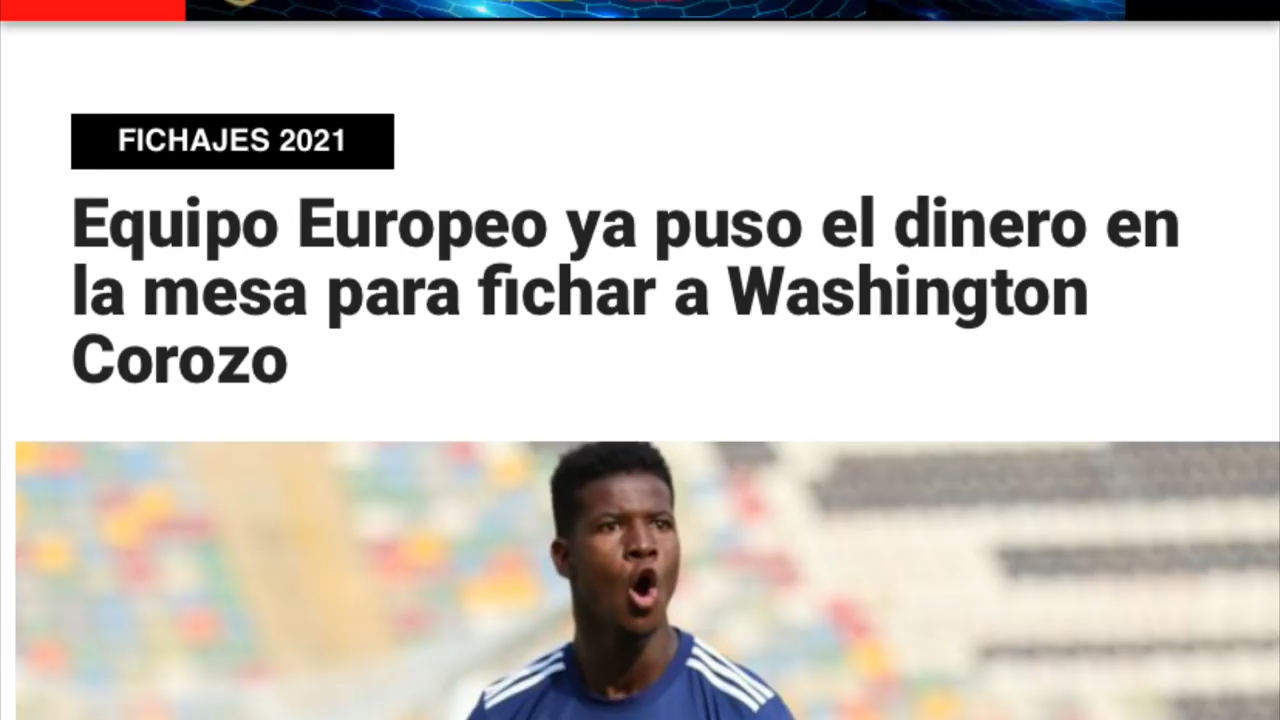 FICHAJES 2021
Equipo Europeo ya puso el dinero en
la mesa para fichar a Washington
Corozo